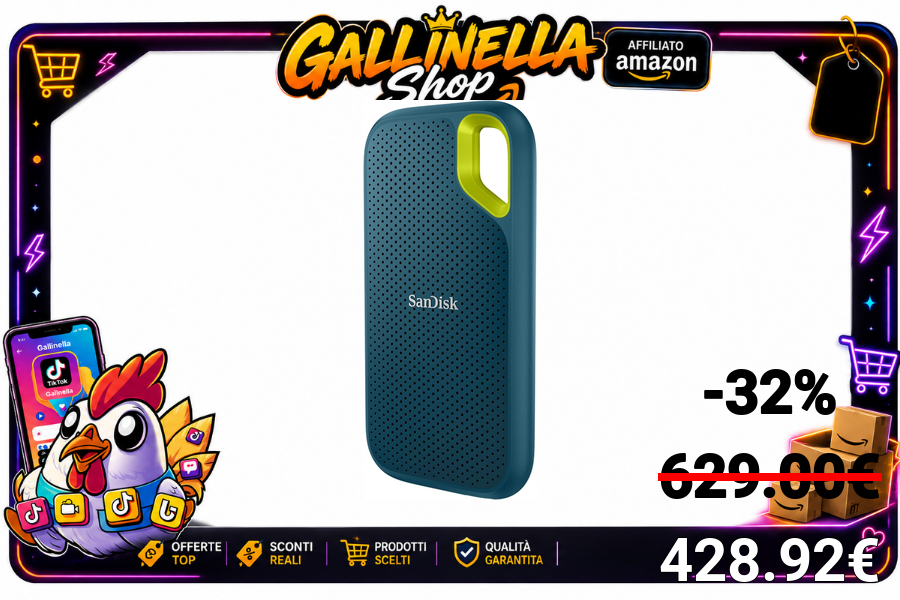 GALLINELLA
Shop
AFFILIATO
amazon
SanDisk
Gallinella
TikTok
Gallinella
-32%
629.00€
428.92€
OFFERTE
TOP
SCONTI
REALI
PRODOTTI
SCELTI
QUALITÀ
GARANTITA